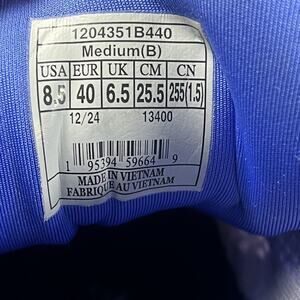 1204351B440
Medium(B)
USA EUR UK CM CN
8.5 40 6.5 25.5 255(1.5)
12/24 13400
1 95394 59664 9
MADE IN VIETNAM
FABRIQUE AU VIETNAM